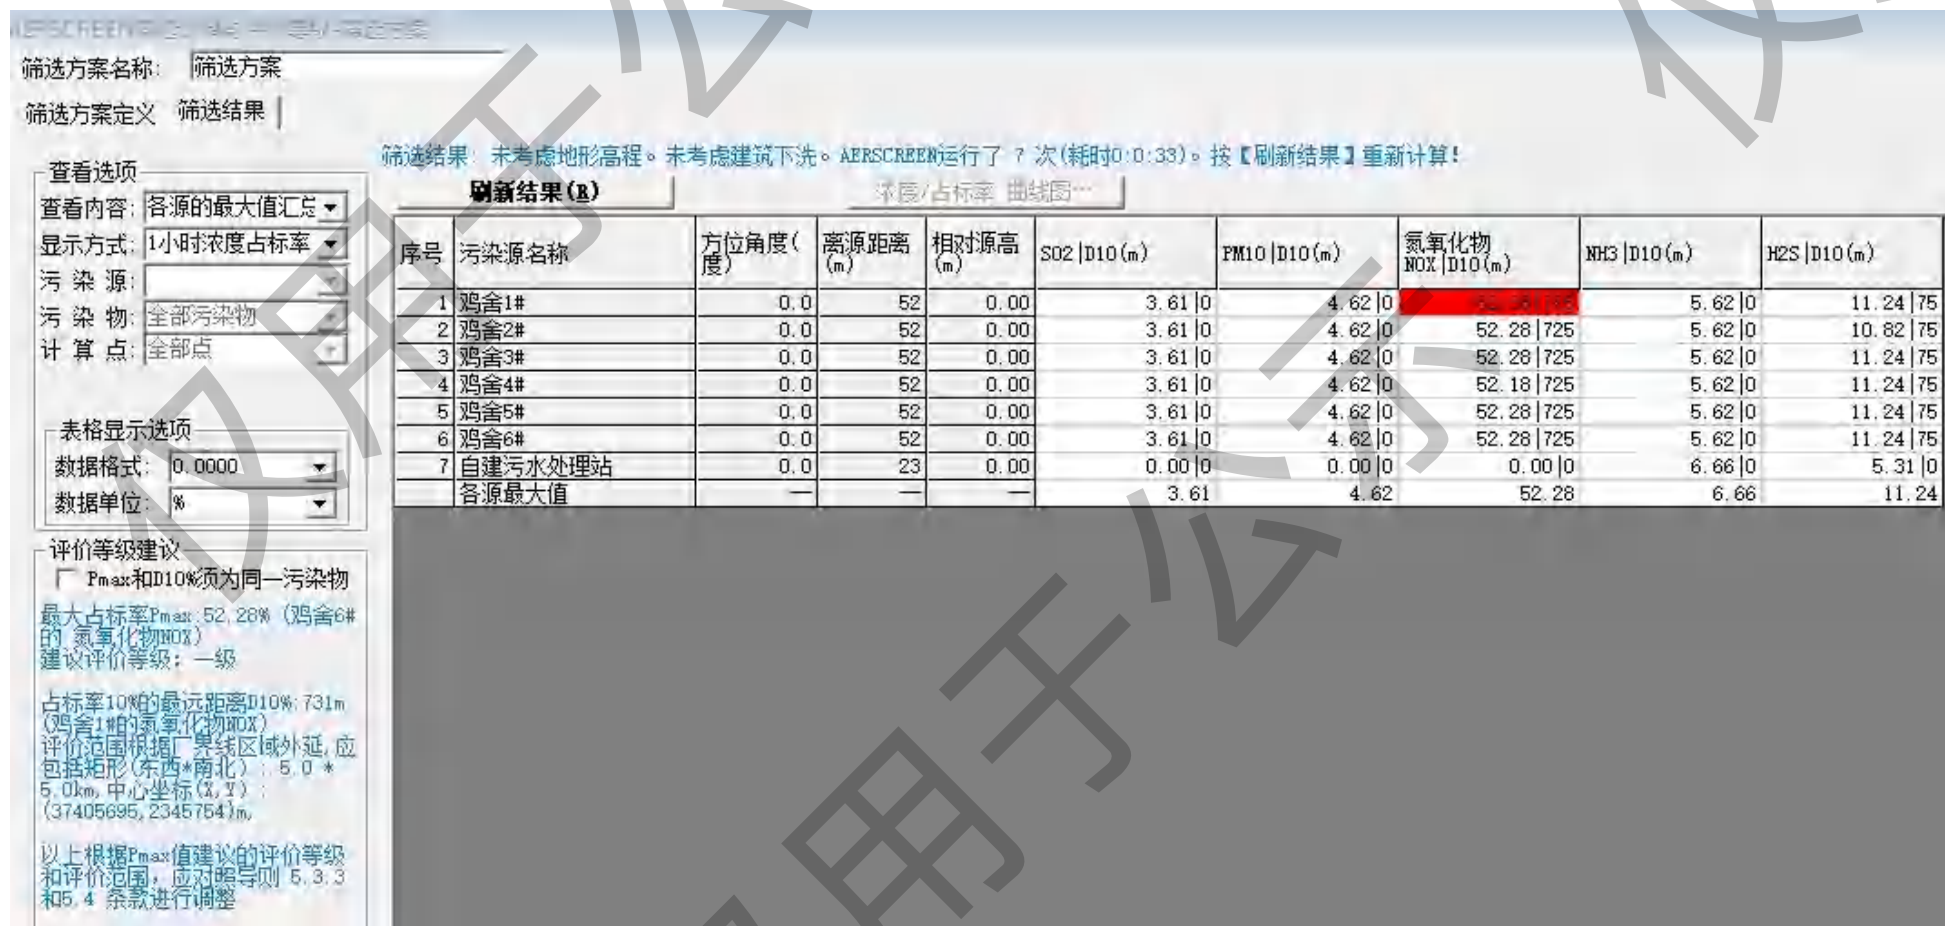 筛选方案名称: 筛选方案
筛选方案定义 筛选结果
筛选结果: 未考虑地形高程。未考虑建筑下洗。AERSCREEN运行了 7 次(耗时0:0:33)。按【刷新结果】重新计算!
刷新结果(R) 浓度/占标率 曲线图…
查看选项
查看内容: 各源的最大值汇总
显示方式: 1小时浓度占标率
污 染 源:
污 染 物: 全部污染物
计 算 点: 全部点
表格显示选项
数据格式: 0.0000
数据单位: %
评价等级建议
Pmax和D10%须为同一污染物
最大占标率Pmax:52.28% (鸡舍6#
的 氮氧化物NOX)
建议评价等级: 一级
占标率10%的最远距离D10%:731m
(鸡舍1#的氮氧化物NOX)
评价范围根据厂界线区域外延,应
包括矩形(东西*南北): 5.0 *
5.0km,中心坐标(X,Y):
(37405695,2345754)m,
以上根据Pmax值建议的评价等级
和评价范围, 应对照导则 5.3.3
和5.4 条款进行调整
序号 污染源名称 方位角度(度) 离源距离(m) 相对源高(m) SO2|D10(m) PM10|D10(m) 氮氧化物NOX|D10(m) NH3|D10(m) H2S|D10(m)
1 鸡舍1# 0.0 52 0.00 3.61|0 4.62|0 5.62|0 11.24|75
2 鸡舍2# 0.0 52 0.00 3.61|0 4.62|0 52.28|725 5.62|0 10.82|75
3 鸡舍3# 0.0 52 0.00 3.61|0 4.62|0 52.28|725 5.62|0 11.24|75
4 鸡舍4# 0.0 52 0.00 3.61|0 4.62|0 52.18|725 5.62|0 11.24|75
5 鸡舍5# 0.0 52 0.00 3.61|0 4.62|0 52.28|725 5.62|0 11.24|75
6 鸡舍6# 0.0 52 0.00 3.61|0 4.62|0 52.28|725 5.62|0 11.24|75
7 自建污水处理站 0.0 23 0.00 0.00|0 0.00|0 0.00|0 6.66|0 5.31|0
各源最大值 — — — 3.61 4.62 52.28 6.66 11.24
仅用于公示